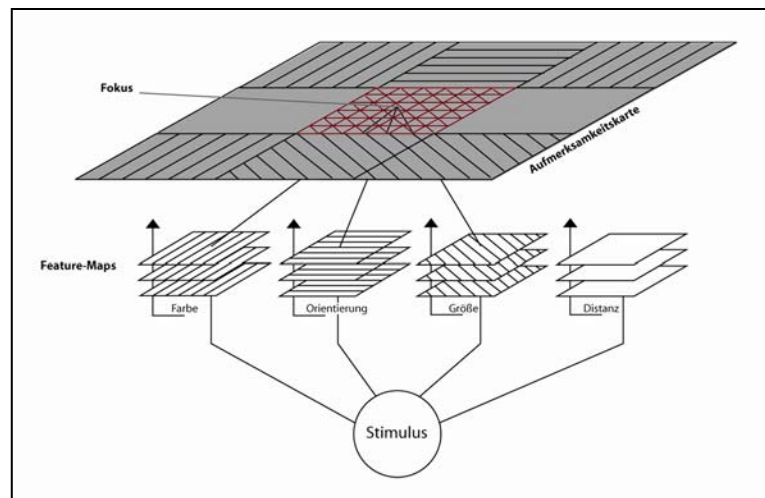 Fokus
Aufmerksamkeitskarte
Feature-Maps
Farbe
Orientierung
Größe
Distanz
Stimulus